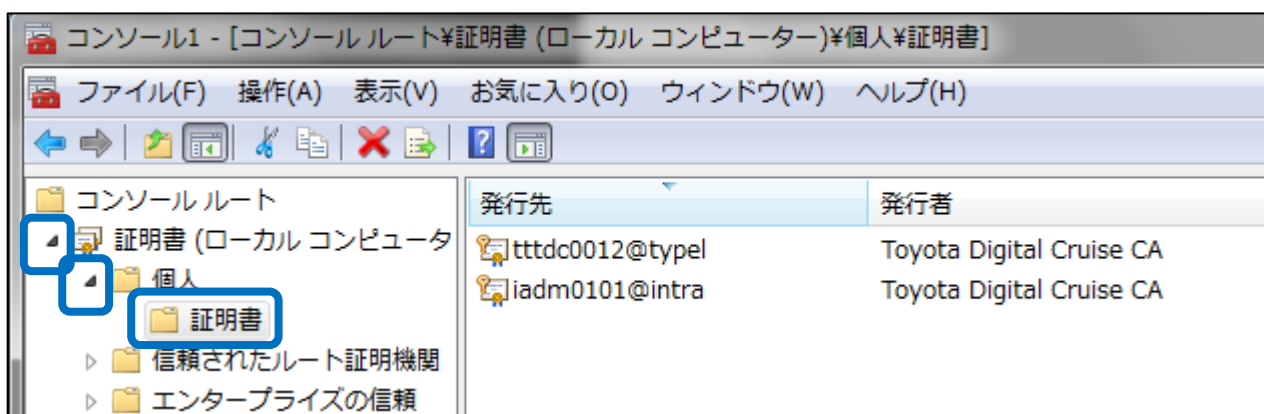 コンソール1 - [コンソール ルート¥証明書 (ローカル コンピューター)¥個人¥証明書]
ファイル(F) 操作(A) 表示(V) お気に入り(O) ウィンドウ(W) ヘルプ(H)
コンソール ルート
証明書 (ローカル コンピュータ
個人
証明書
信頼されたルート証明機関
エンタープライズの信頼
発行先 発行者
tttdc0012@typel Toyota Digital Cruise CA
iadm0101@intra Toyota Digital Cruise CA